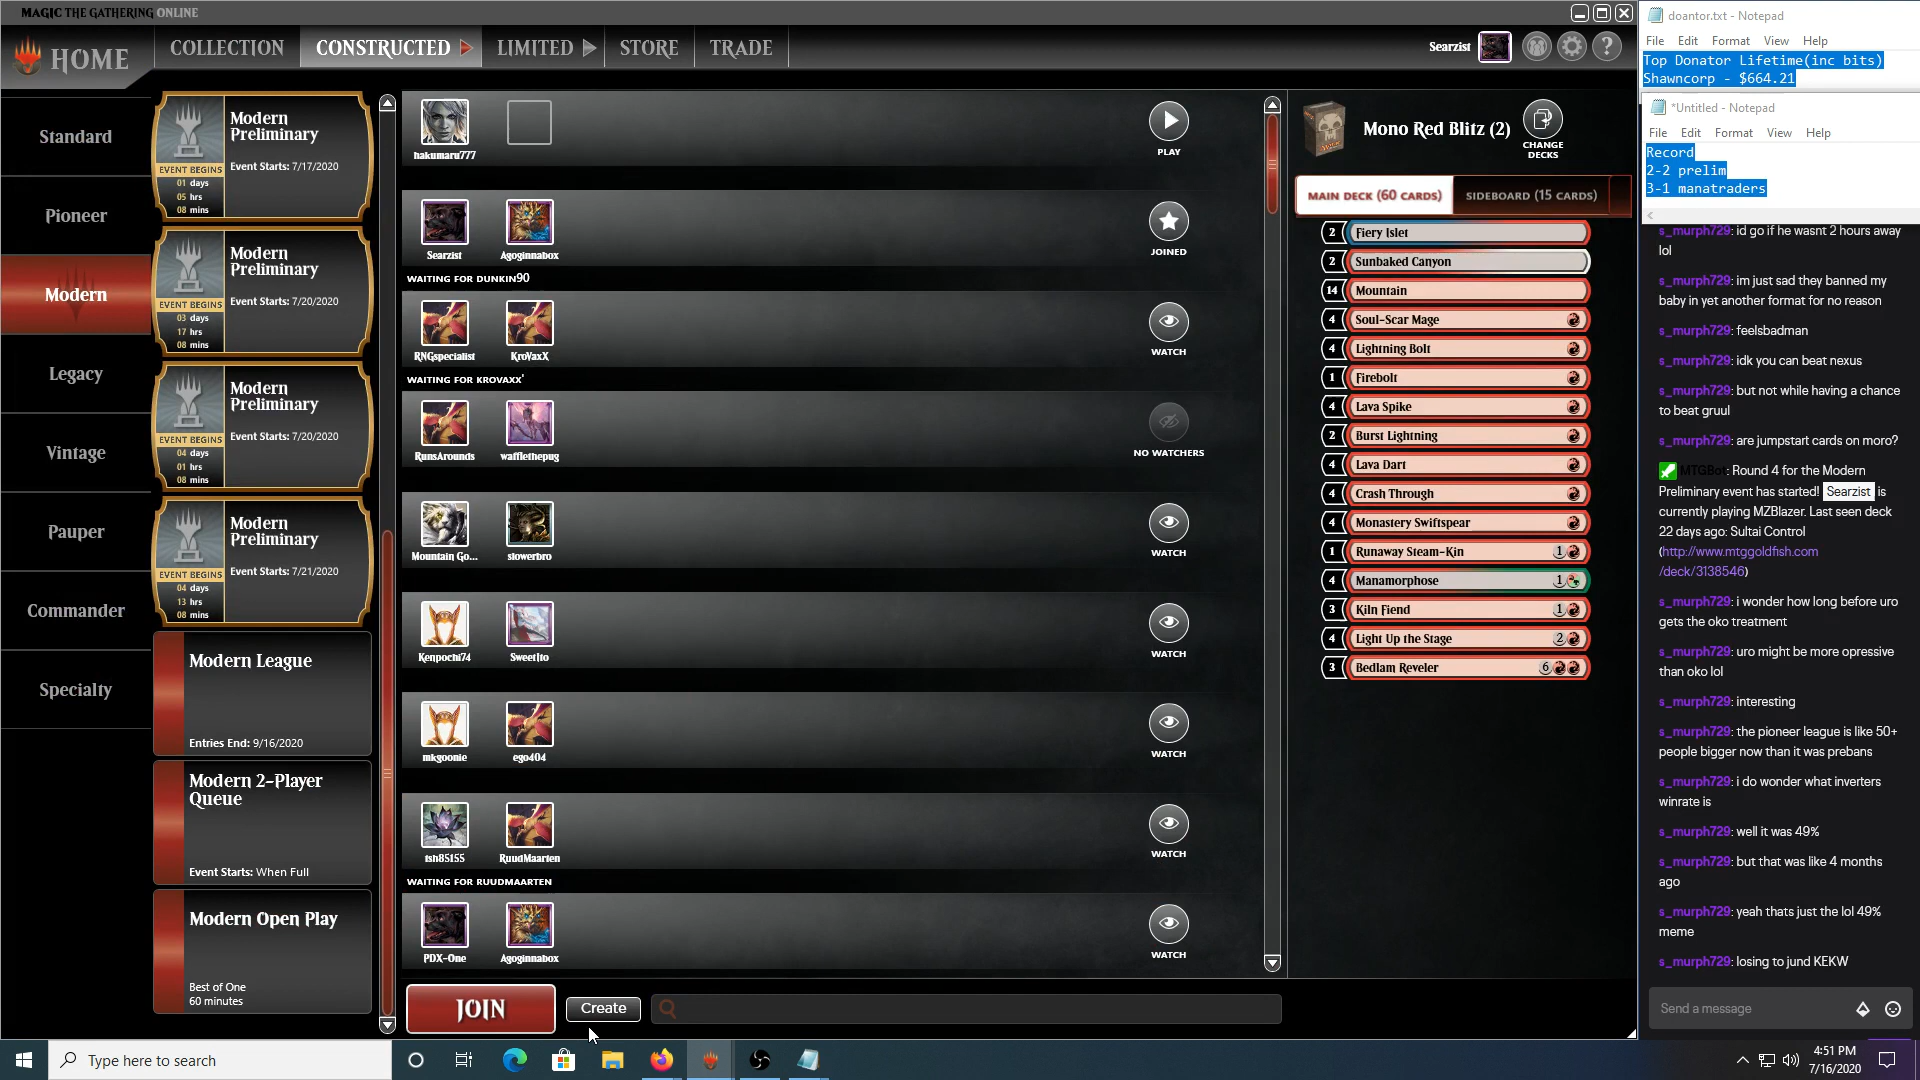 MAGIC THE GATHERING ONLINE
HOME
COLLECTION
CONSTRUCTED
LIMITED
STORE
TRADE
Searzist
?
Standard
Pioneer
Modern
Legacy
Vintage
Pauper
Commander
Specialty
Modern
Preliminary
Event Starts: 7/17/2020
EVENT BEGINS
01 days
05 hrs
08 mins
Modern
Preliminary
Event Starts: 7/20/2020
EVENT BEGINS
03 days
17 hrs
08 mins
Modern
Preliminary
Event Starts: 7/20/2020
EVENT BEGINS
04 days
01 hrs
08 mins
Modern
Preliminary
Event Starts: 7/21/2020
EVENT BEGINS
04 days
13 hrs
08 mins
Modern League
Entries End: 9/16/2020
Modern 2-Player
Queue
Event Starts: When Full
Modern Open Play
Best of One
60 minutes
hakumaru777
PLAY
Searzist
Agoginnabox
JOINED
WAITING FOR DUNKIN90
RNGspecialist
KroVaxX
WATCH
WAITING FOR KROVAXX'
RunsArounds
wafflethepug
NO WATCHERS
Mountain Go...
slowerbro
WATCH
Kenpochi74
SweetIto
WATCH
mkgoonie
ego404
WATCH
tsh85155
RuudMaarten
WATCH
WAITING FOR RUUDMAARTEN
PDX-One
Agoginnabox
WATCH
JOIN
Create
Mono Red Blitz (2)
CHANGE
DECKS
MAIN DECK (60 CARDS)
SIDEBOARD (15 CARDS)
2 Fiery Islet
2 Sunbaked Canyon
14 Mountain
4 Soul-Scar Mage
4 Lightning Bolt
1 Firebolt
4 Lava Spike
2 Burst Lightning
4 Lava Dart
4 Crash Through
4 Monastery Swiftspear
1 Runaway Steam-Kin 1
4 Manamorphose 1
3 Kiln Fiend 1
4 Light Up the Stage 2
3 Bedlam Reveler 6
doantor.txt - Notepad
File Edit Format View Help
Top Donator Lifetime(inc bits)
Shawncorp - $664.21
*Untitled - Notepad
File Edit Format View Help
Record
2-2 prelim
3-1 manatraders
s_murph729: id go if he wasnt 2 hours away
lol
s_murph729: im just sad they banned my
baby in yet another format for no reason
s_murph729: feelsbadman
s_murph729: idk you can beat nexus
s_murph729: but not while having a chance
to beat gruul
s_murph729: are jumpstart cards on moro?
MTGBot: Round 4 for the Modern
Preliminary event has started! Searzist is
currently playing MZBlazer. Last seen deck
22 days ago: Sultai Control
(http://www.mtggoldfish.com
/deck/3138546)
s_murph729: i wonder how long before uro
gets the oko treatment
s_murph729: uro might be more opressive
than oko lol
s_murph729: interesting
s_murph729: the pioneer league is like 50+
people bigger now than it was prebans
s_murph729: i do wonder what inverters
winrate is
s_murph729: well it was 49%
s_murph729: but that was like 4 months
ago
s_murph729: yeah thats just the lol 49%
meme
s_murph729: losing to jund KEKW
Send a message
Type here to search
4:51 PM
7/16/2020